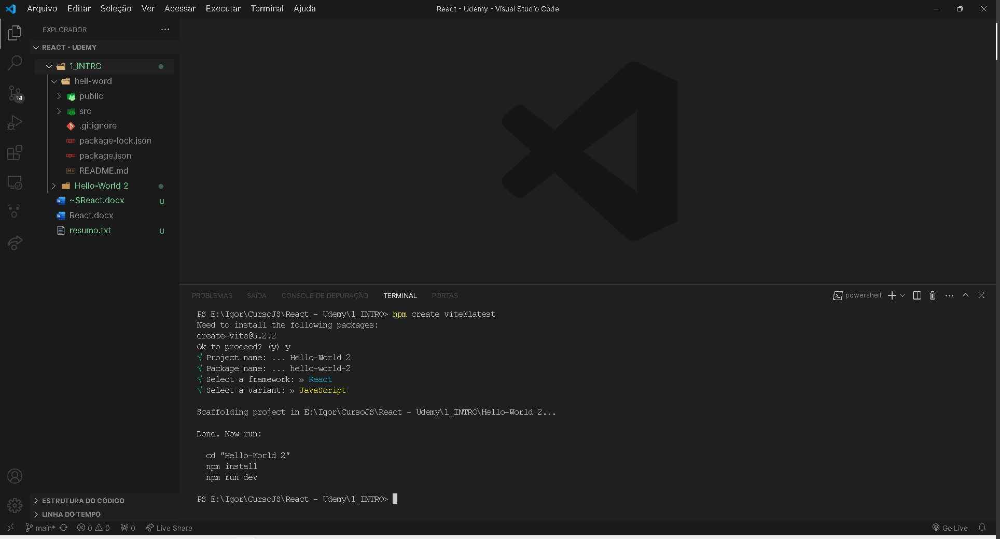 Arquivo Editar Seleção Ver Acessar Executar Terminal Ajuda
React - Udemy - Visual Studio Code
EXPLORADOR
REACT - UDEMY
1_INTRO
hell-word
public
src
.gitignore
package-lock.json
package.json
README.md
Hello-World 2
~$React.docx U
React.docx
resumo.txt U
14
ESTRUTURA DO CÓDIGO
LINHA DO TEMPO
PROBLEMAS SAÍDA CONSOLE DE DEPURAÇÃO TERMINAL PORTAS
powershell
PS E:\Igor\CursoJS\React - Udemy\1_INTRO> npm create vite@latest
Need to install the following packages:
create-vite@5.2.2
Ok to proceed? (y) y
√ Project name: ... Hello-World 2
√ Package name: ... hello-world-2
√ Select a framework: » React
√ Select a variant: » JavaScript
Scaffolding project in E:\Igor\CursoJS\React - Udemy\1_INTRO\Hello-World 2...
Done. Now run:
cd "Hello-World 2"
npm install
npm run dev
PS E:\Igor\CursoJS\React - Udemy\1_INTRO>
main* 0 0 0 Live Share
Go Live